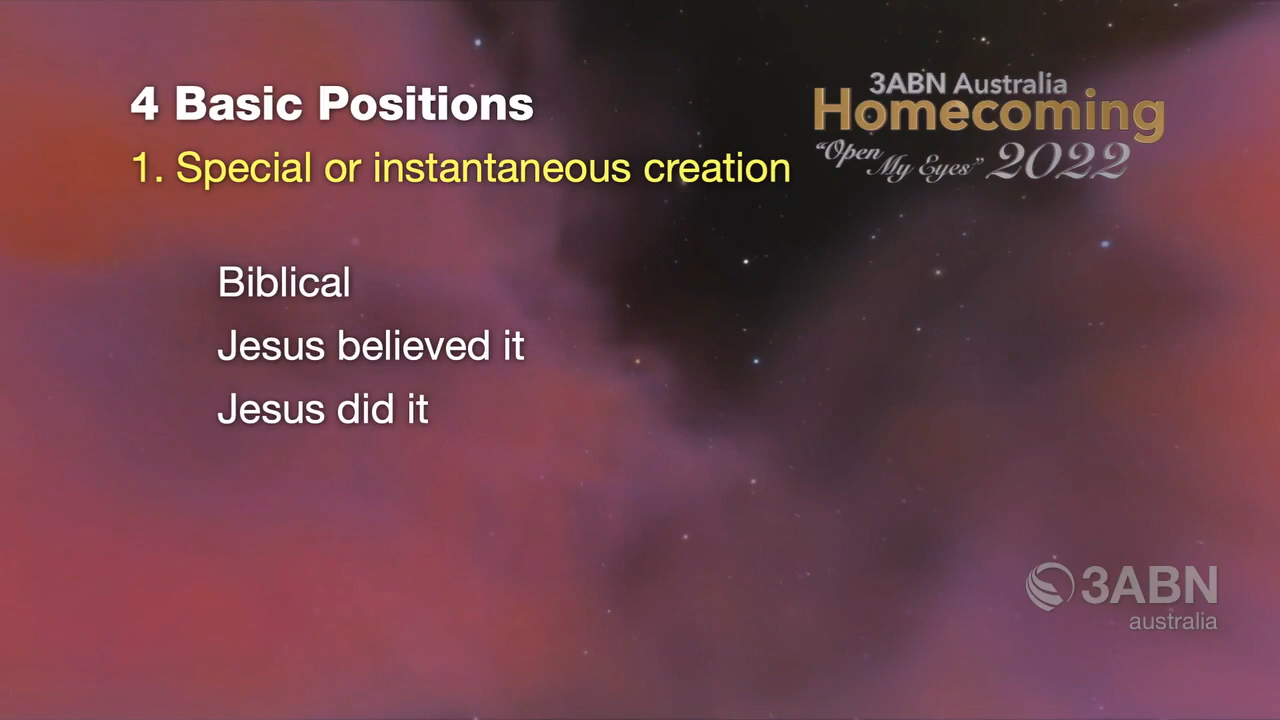 4 Basic Positions
1. Special or instantaneous creation
Biblical
Jesus believed it
Jesus did it
3ABN Australia
Homecoming
“Open My Eyes” 2022
3ABN
australia